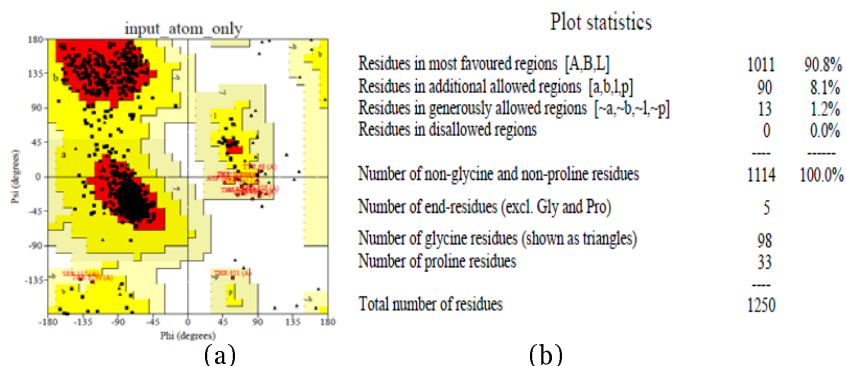 input_atom_only
180
135
90
45
0
-45
-90
-135
Psi (degrees)
-180 -135 -90 -45 0 45 90 135 180
Phi (degrees)
(a)
Plot statistics
Residues in most favoured regions [A,B,L] 1011 90.8%
Residues in additional allowed regions [a,b,l,p] 90 8.1%
Residues in generously allowed regions [~a,~b,~l,~p] 13 1.2%
Residues in disallowed regions 0 0.0%
---- ------
Number of non-glycine and non-proline residues 1114 100.0%
Number of end-residues (excl. Gly and Pro) 5
Number of glycine residues (shown as triangles) 98
Number of proline residues 33
----
Total number of residues 1250
(b)